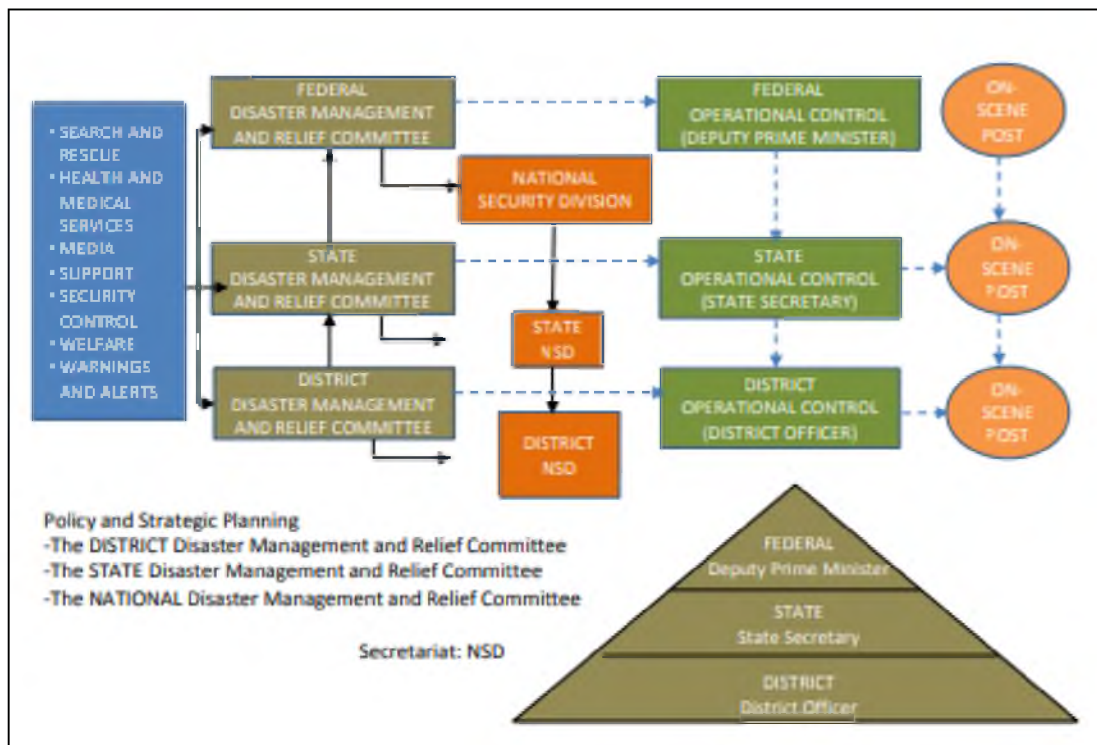 • SEARCH AND
RESCUE
• HEALTH AND
MEDICAL
SERVICES
• MEDIA
• SUPPORT
• SECURITY
CONTROL
• WELFARE
• WARNINGS
AND ALERTS
FEDERAL
DISASTER MANAGEMENT
AND RELIEF COMMITTEE
STATE
DISASTER MANAGEMENT
AND RELIEF COMMITTEE
DISTRICT
DISASTER MANAGEMENT
AND RELIEF COMMITTEE
NATIONAL
SECURITY DIVISION
STATE
NSD
DISTRICT
NSD
FEDERAL
OPERATIONAL CONTROL
(DEPUTY PRIME MINISTER)
STATE
OPERATIONAL CONTROL
(STATE SECRETARY)
DISTRICT
OPERATIONAL CONTROL
(DISTRICT OFFICER)
ON-
SCENE
POST
ON-
SCENE
POST
ON-
SCENE
POST
Policy and Strategic Planning
-The DISTRICT Disaster Management and Relief Committee
-The STATE Disaster Management and Relief Committee
-The NATIONAL Disaster Management and Relief Committee
Secretariat: NSD
FEDERAL
Deputy Prime Minister
STATE
State Secretary
DISTRICT
District Officer